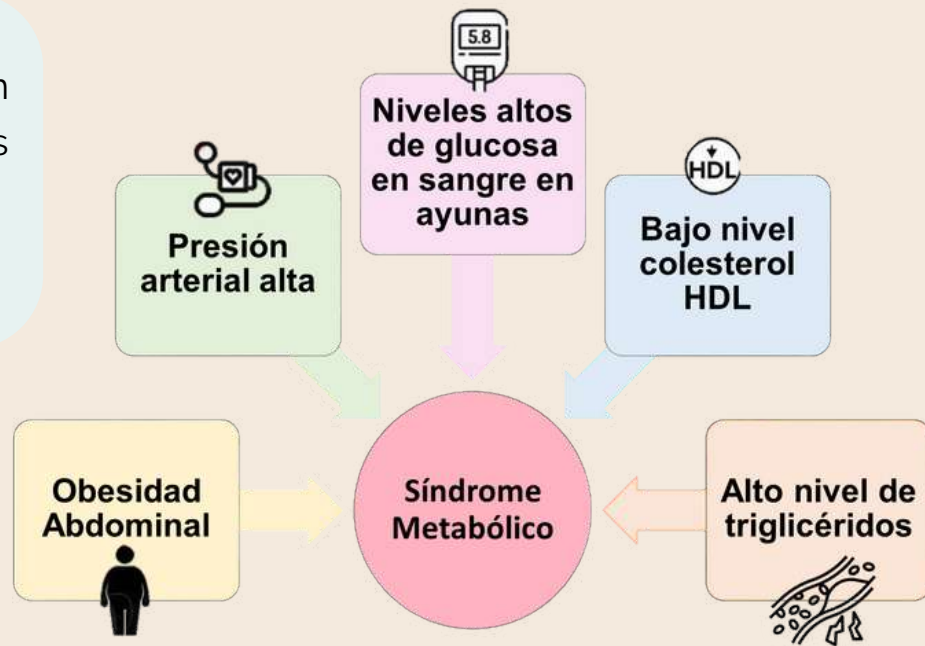 n
s
5.8
Niveles altos
de glucosa
en sangre en
ayunas
Presión
arterial alta
HDL
Bajo nivel
colesterol
HDL
Obesidad
Abdominal
Síndrome
Metabólico
Alto nivel de
triglicéridos